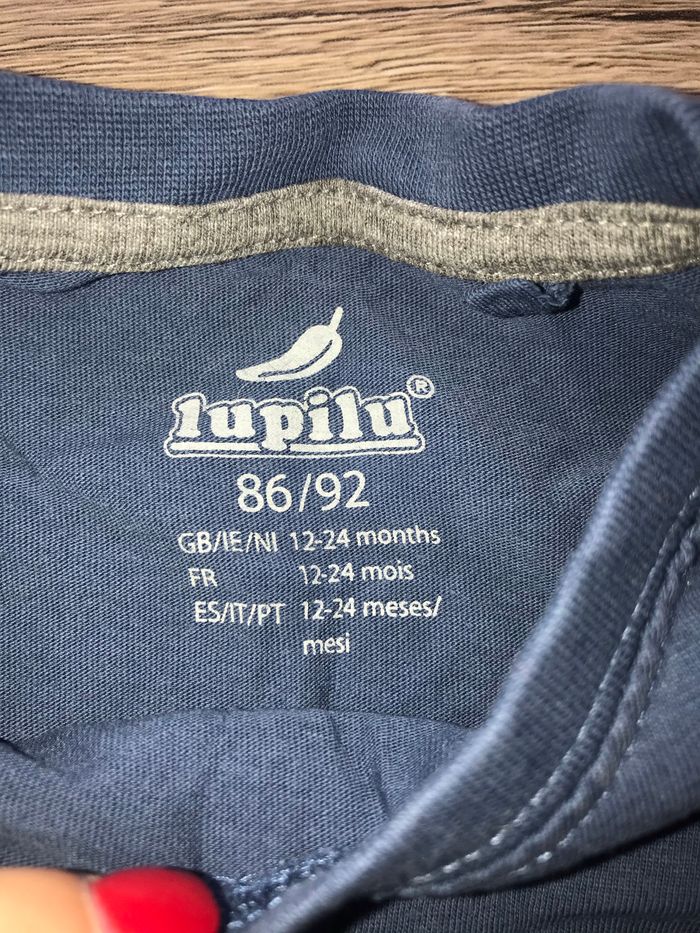 lupilu®
86/92
GB/IE/NI 12-24 months
FR 12-24 mois
ES/IT/PT 12-24 meses/
mesi